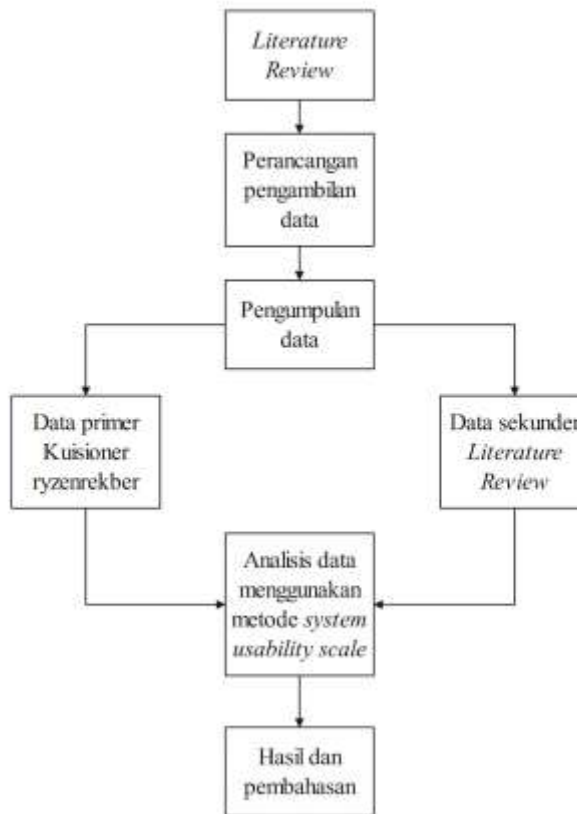 Literature
Review
Perancangan
pengambilan
data
Pengumpulan
data
Data primer
Kuisioner
ryzenrekber
Data sekunder
Literature
Review
Analisis data
menggunakan
metode system
usability scale
Hasil dan
pembahasan